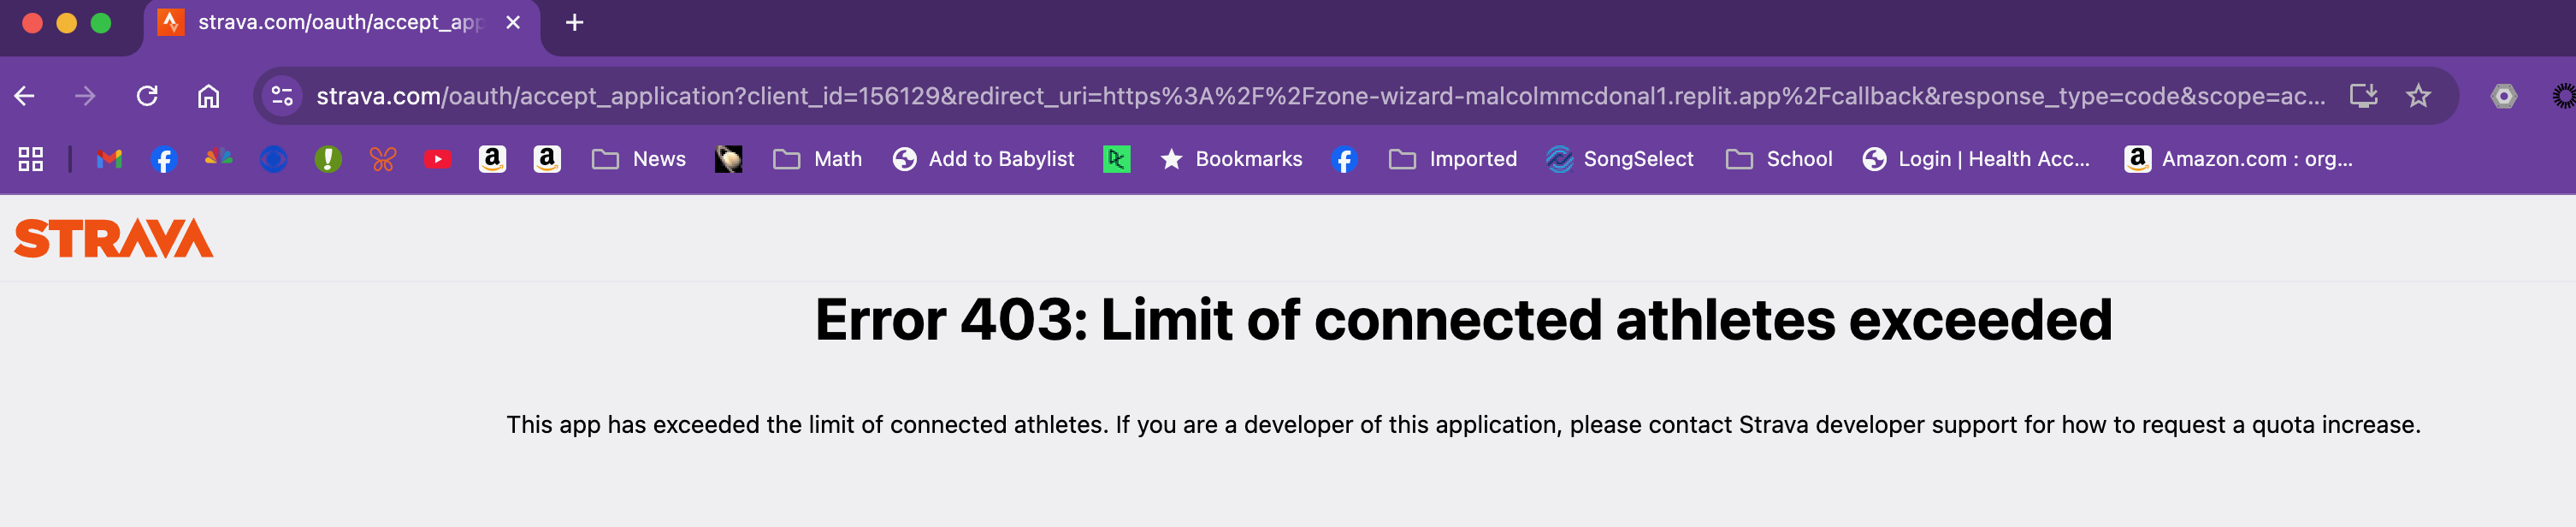 strava.com/oauth/accept_app
strava.com/oauth/accept_application?client_id=156129&redirect_uri=https%3A%2F%2Fzone-wizard-malcolmmcdonal1.replit.app%2Fcallback&response_type=code&scope=ac...
News Math Add to Babylist Bookmarks Imported SongSelect School Login | Health Acc... Amazon.com : org...
STRAVA
Error 403: Limit of connected athletes exceeded
This app has exceeded the limit of connected athletes. If you are a developer of this application, please contact Strava developer support for how to request a quota increase.